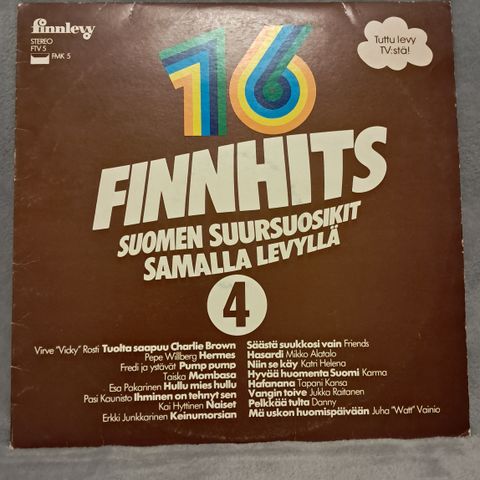 finnlevy
STEREO
FTV 5
FMK 5
Tuttu levy
TV:stä!
16
FINNHITS
SUOMEN SUURSUOSIKIT
SAMALLA LEVYLLÄ
4
Virve "Vicky" Rosti Tuolta saapuu Charlie Brown
Pepe Willberg Hermes
Fredi ja ystävät Pump pump
Taiska Mombasa
Esa Pakarinen Hullu mies hullu
Pasi Kaunisto Ihminen on tehnyt sen
Kai Hyttinen Naiset
Erkki Junkkarinen Keinumorsian
Säästä suukkosi vain Friends
Hasardi Mikko Alatalo
Niin se käy Katri Helena
Hyvää huomenta Suomi Karma
Hafanana Tapani Kansa
Vangin toive Jukka Raitanen
Pelkkää tulta Danny
Mä uskon huomispäivään Juha "Watt" Vainio